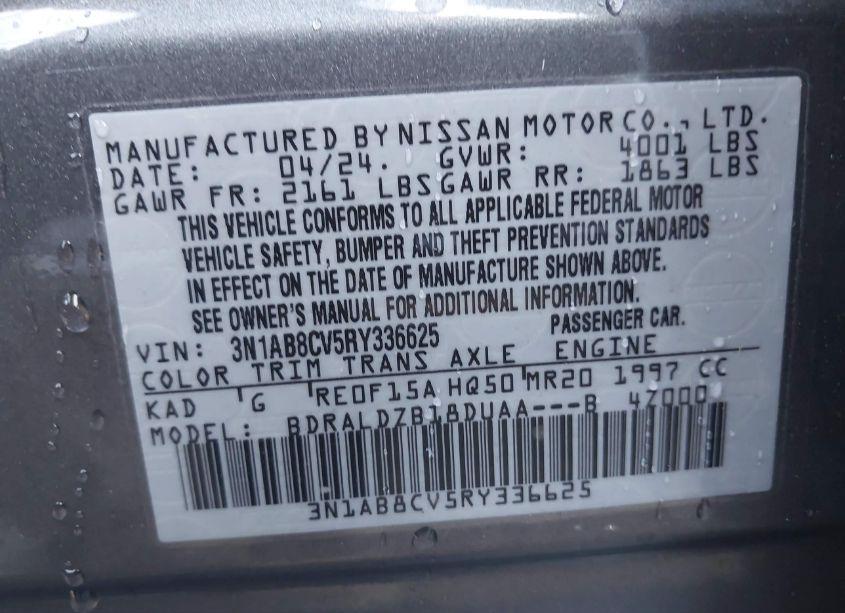 MANUFACTURED BY NISSAN MOTOR CO., LTD.
DATE: 04/24. GVWR: 4001 LBS
GAWR FR: 2161 LBS GAWR RR: 1863 LBS
THIS VEHICLE CONFORMS TO ALL APPLICABLE FEDERAL MOTOR
VEHICLE SAFETY, BUMPER AND THEFT PREVENTION STANDARDS
IN EFFECT ON THE DATE OF MANUFACTURE SHOWN ABOVE.
SEE OWNER'S MANUAL FOR ADDITIONAL INFORMATION.
VIN: 3N1AB8CV5RY336625 PASSENGER CAR.
COLOR TRIM TRANS AXLE ENGINE
KAD G RE0F15A HQ50 MR20 1997 CC
MODEL: BDRALDZB18DUAA---B 47000
3N1AB8CV5RY336625